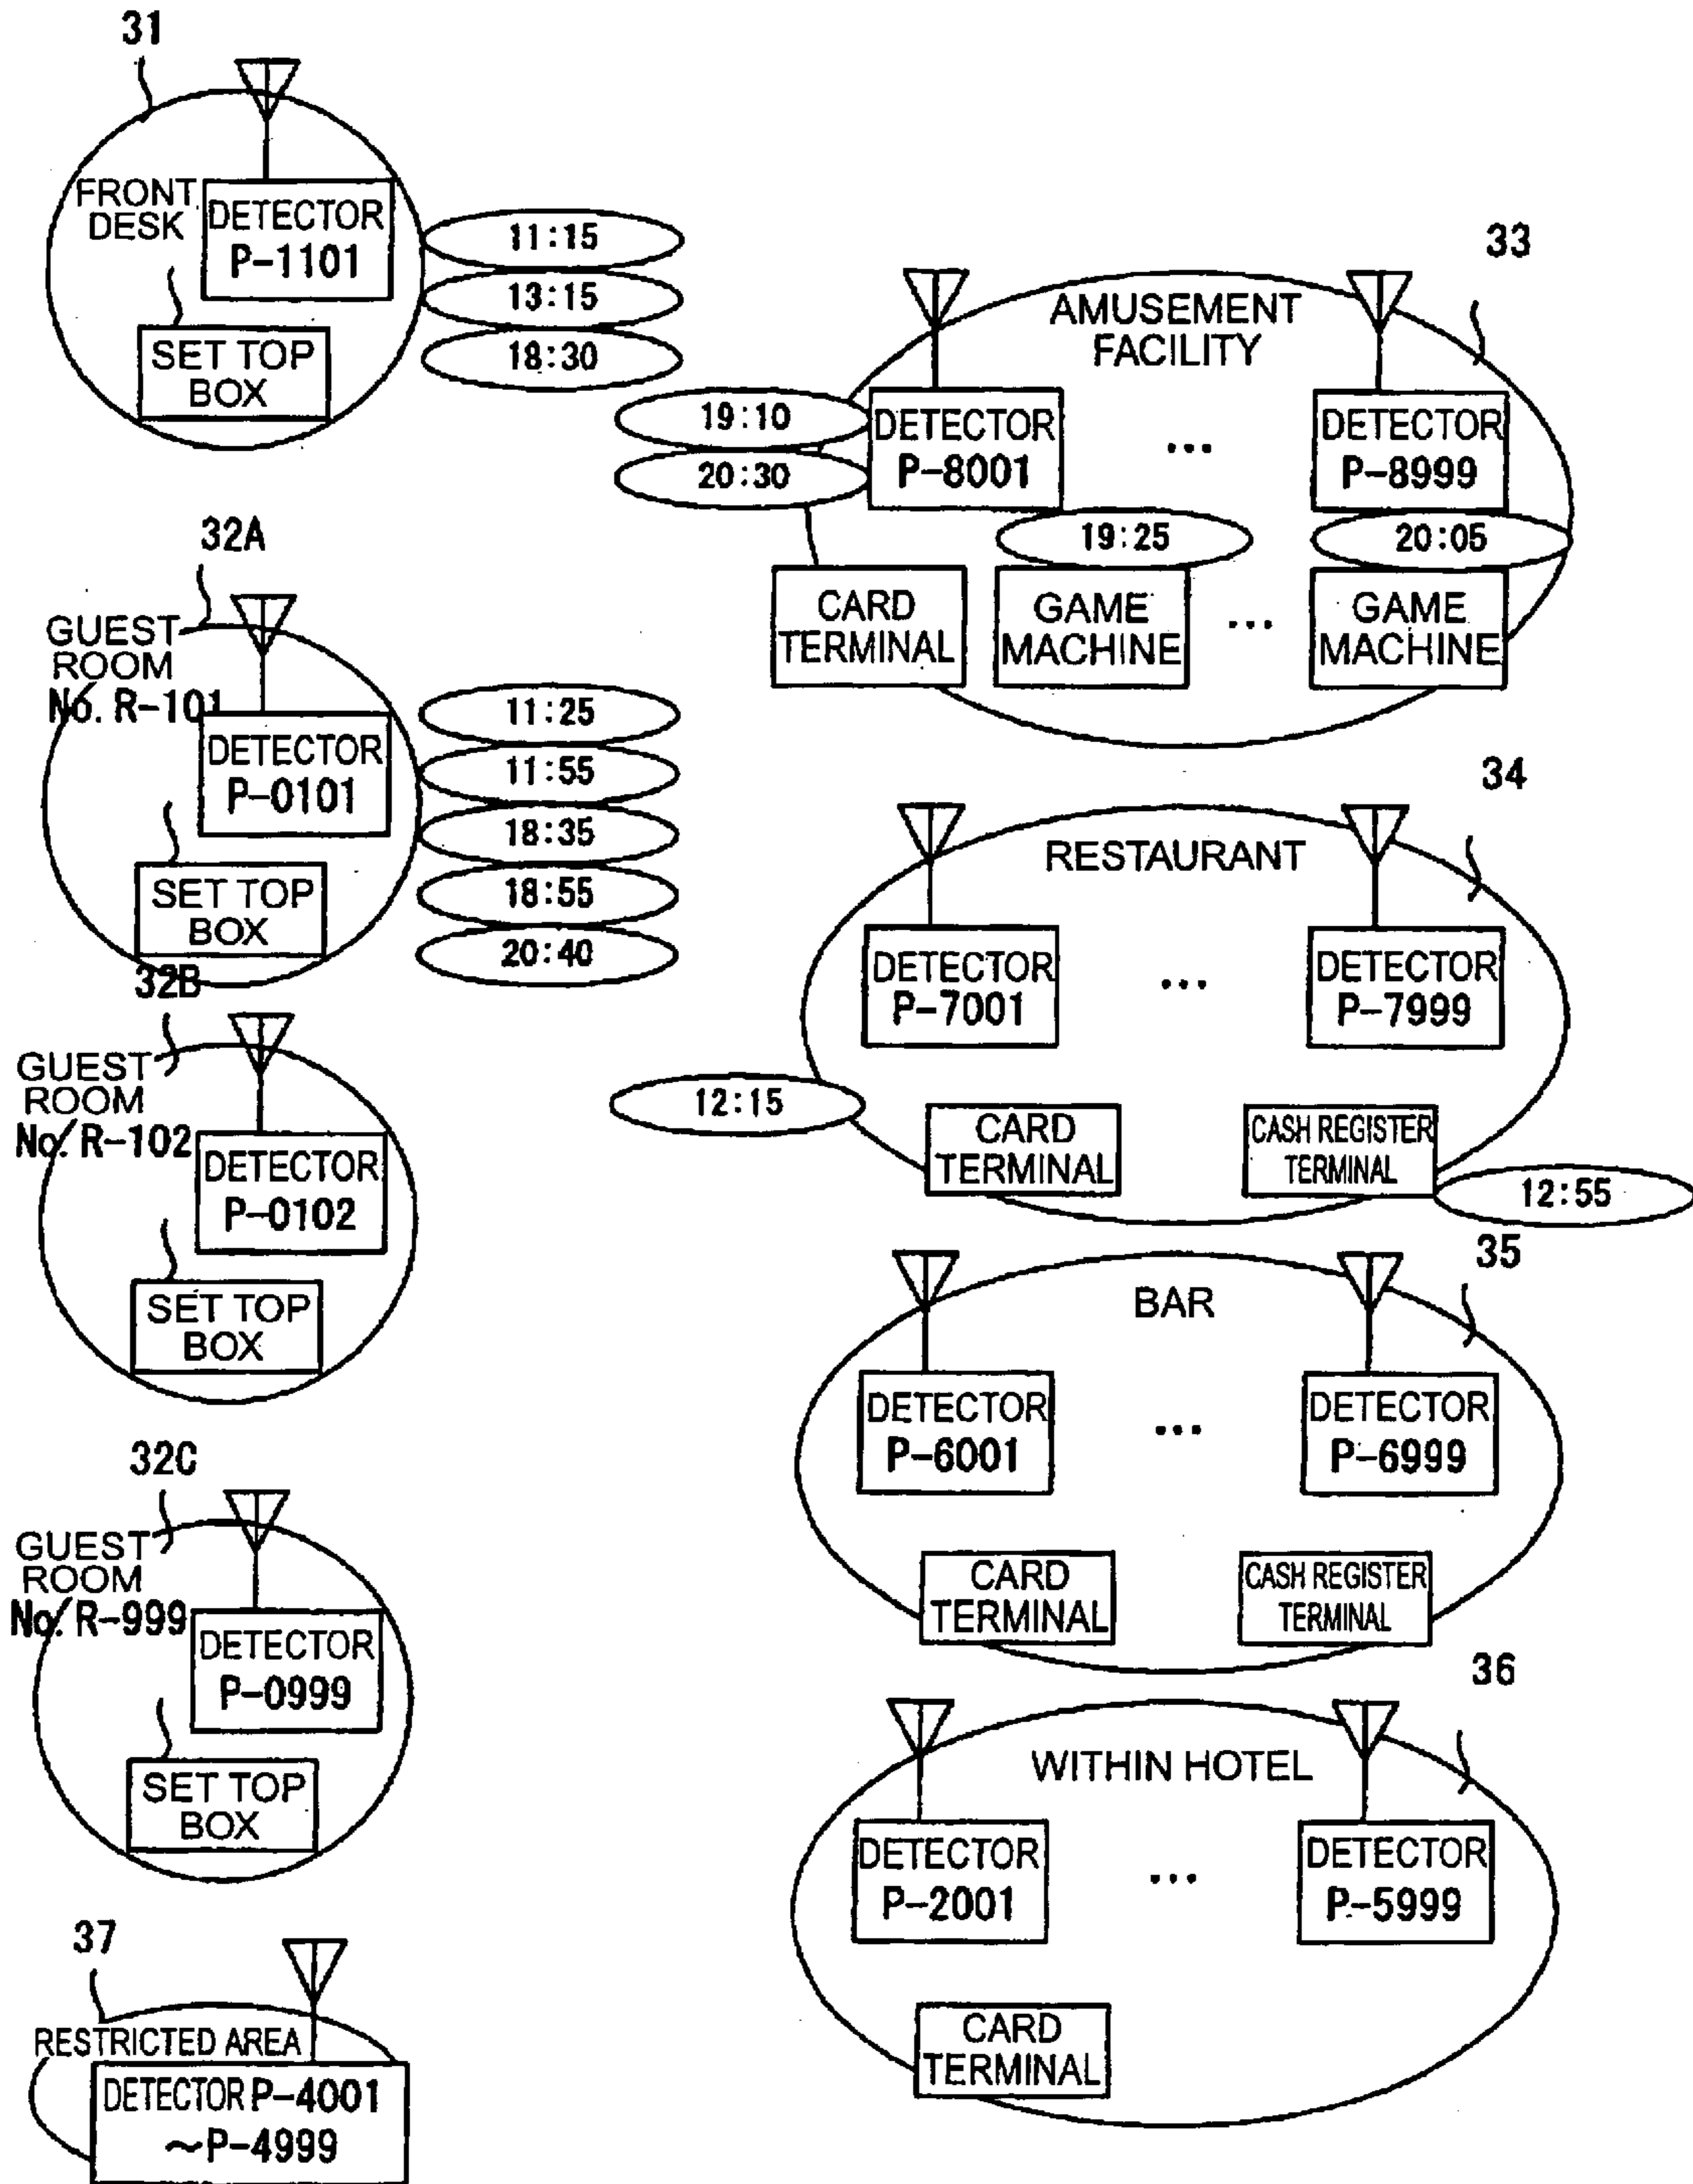 31
FRONT
DESK
DETECTOR
P-1101
SET TOP
BOX
11:15
13:15
18:30
32A
GUEST
ROOM
No. R-101
DETECTOR
P-0101
SET TOP
BOX
11:25
11:55
18:35
18:55
20:40
32B
GUEST
ROOM
No. R-102
DETECTOR
P-0102
SET TOP
BOX
32C
GUEST
ROOM
No. R-999
DETECTOR
P-0999
SET TOP
BOX
37
RESTRICTED AREA
DETECTOR P-4001
~P-4999
33
AMUSEMENT
FACILITY
19:10
20:30
DETECTOR
P-8001
...
DETECTOR
P-8999
19:25
20:05
CARD
TERMINAL
GAME
MACHINE
...
GAME
MACHINE
34
RESTAURANT
DETECTOR
P-7001
...
DETECTOR
P-7999
12:15
CARD
TERMINAL
CASH REGISTER
TERMINAL
12:55
35
BAR
DETECTOR
P-6001
...
DETECTOR
P-6999
CARD
TERMINAL
CASH REGISTER
TERMINAL
36
WITHIN HOTEL
DETECTOR
P-2001
...
DETECTOR
P-5999
CARD
TERMINAL